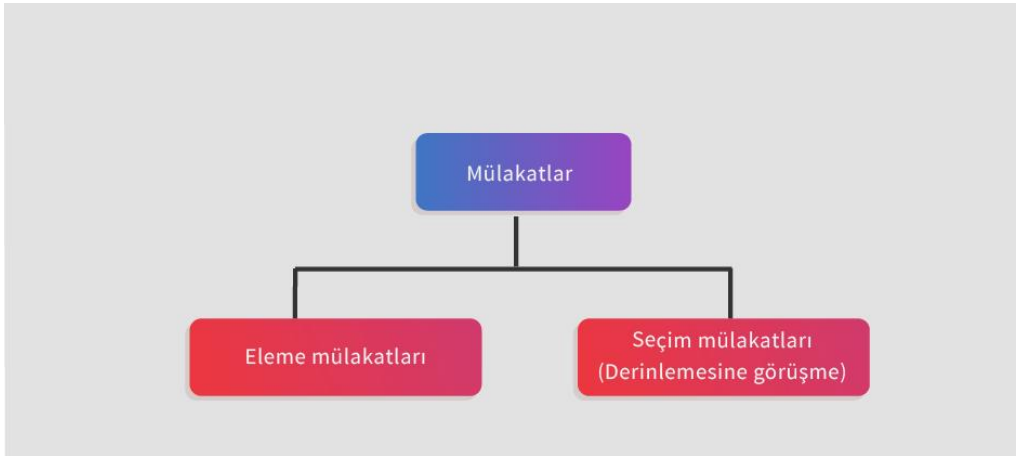 Mülakatlar
Eleme mülakatları
Seçim mülakatları
(Derinlemesine görüşme)